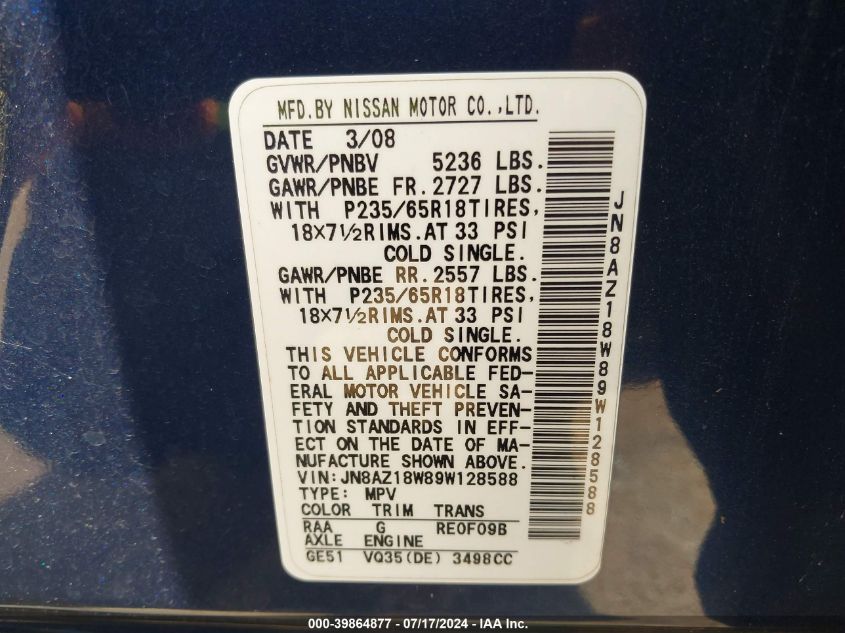 MFD.BY NISSAN MOTOR CO.,LTD.
DATE 3/08
GVWR/PNBV 5236 LBS.
GAWR/PNBE FR. 2727 LBS.
WITH P235/65R18TIRES,
18X7½RIMS.AT 33 PSI
COLD SINGLE.
GAWR/PNBE RR. 2557 LBS.
WITH P235/65R18TIRES,
18X7½RIMS.AT 33 PSI
COLD SINGLE.
THIS VEHICLE CONFORMS
TO ALL APPLICABLE FED-
ERAL MOTOR VEHICLE SA-
FETY AND THEFT PREVEN-
TION STANDARDS IN EFF-
ECT ON THE DATE OF MA-
NUFACTURE SHOWN ABOVE.
VIN:JN8AZ18W89W128588
TYPE: MPV
COLOR TRIM TRANS
RAA G RE0F09B
AXLE ENGINE
GE51 VQ35(DE) 3498CC
JN8AZ18W89W128588
000-39864877 - 07/17/2024 - IAA Inc.